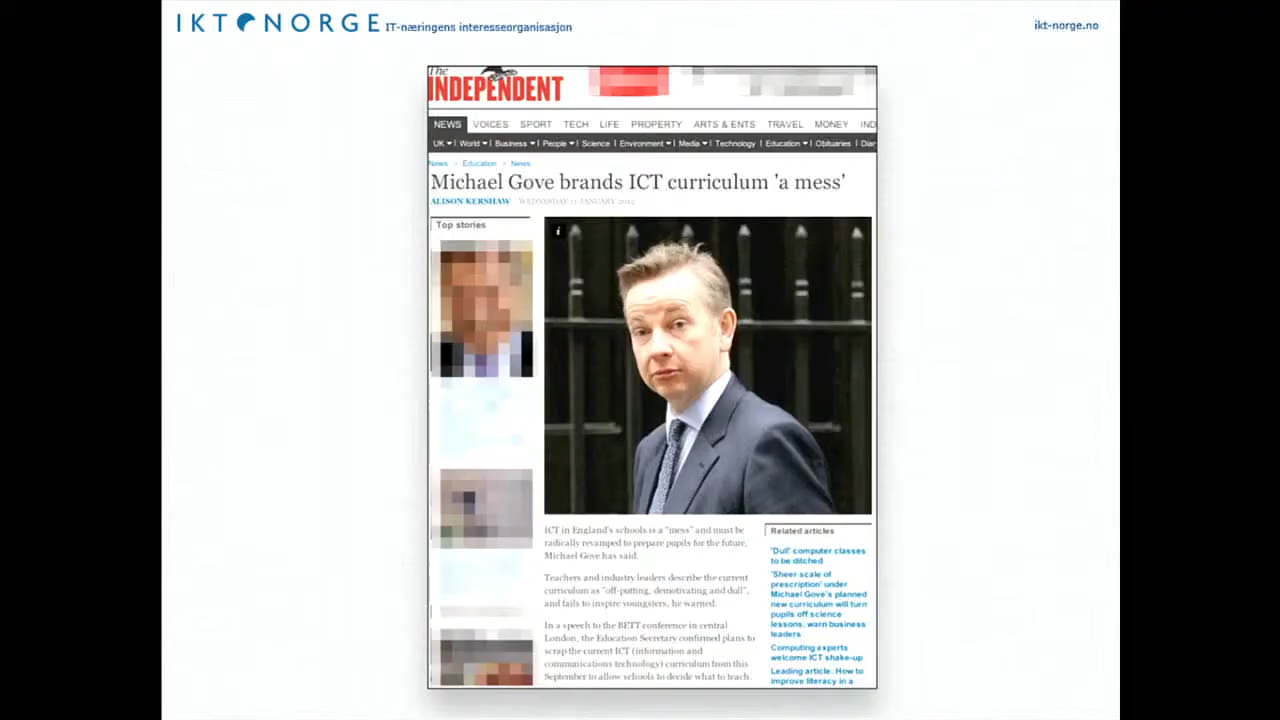 IKT NORGE IT-næringens interesseorganisasjon
ikt-norge.no
The
INDEPENDENT
NEWS VOICES SPORT TECH LIFE PROPERTY ARTS & ENTS TRAVEL MONEY IND
UK World Business People Science Environment Media Technology Education Obituaries Diar
News > Education > News
Michael Gove brands ICT curriculum 'a mess'
ALISON KERSHAW WEDNESDAY 11 JANUARY 2012
Top stories
i
ICT in England's schools is a "mess" and must be
radically revamped to prepare pupils for the future,
Michael Gove has said.
Teachers and industry leaders describe the current
curriculum as "off-putting, demotivating and dull",
and fails to inspire youngsters, he warned.
In a speech to the BETT conference in central
London, the Education Secretary confirmed plans to
scrap the current ICT (information and
communications technology) curriculum from this
September to allow schools to decide what to teach.
Related articles
'Dull' computer classes
to be ditched
'Sheer scale of
prescription' under
Michael Gove's planned
new curriculum will turn
pupils off science
lessons, warn business
leaders
Computing experts
welcome ICT shake-up
Leading article: How to
improve literacy in a